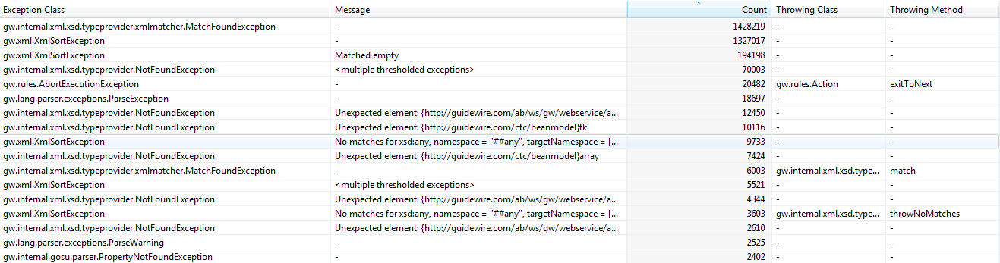 Exception Class Message Count Throwing Class Throwing Method
gw.internal.xml.xsd.typeprovider.xmlmatcher.MatchFoundException - 1428219 - -
gw.xml.XmlSortException - 1327017 - -
gw.xml.XmlSortException Matched empty 194198 - -
gw.internal.xml.xsd.typeprovider.NotFoundException <multiple thresholded exceptions> 70003 - -
gw.rules.AbortExecutionException - 20482 gw.rules.Action exitToNext
gw.lang.parser.exceptions.ParseException - 18697 - -
gw.internal.xml.xsd.typeprovider.NotFoundException Unexpected element: {http://guidewire.com/ab/ws/gw/webservice/a... 12450 - -
gw.internal.xml.xsd.typeprovider.NotFoundException Unexpected element: {http://guidewire.com/ctc/beanmodel}fk 10116 - -
gw.xml.XmlSortException No matches for xsd:any, namespace = "##any", targetNamespace = [... 9733 - -
gw.internal.xml.xsd.typeprovider.NotFoundException Unexpected element: {http://guidewire.com/ctc/beanmodel}array 7424 - -
gw.internal.xml.xsd.typeprovider.xmlmatcher.MatchFoundException - 6003 gw.internal.xml.xsd.type... match
gw.xml.XmlSortException <multiple thresholded exceptions> 5521 - -
gw.internal.xml.xsd.typeprovider.NotFoundException Unexpected element: {http://guidewire.com/ab/ws/gw/webservice/a... 4344 - -
gw.xml.XmlSortException No matches for xsd:any, namespace = "##any", targetNamespace = [... 3603 gw.internal.xml.xsd.type... throwNoMatches
gw.internal.xml.xsd.typeprovider.NotFoundException Unexpected element: {http://guidewire.com/ab/ws/gw/webservice/a... 2610 - -
gw.lang.parser.exceptions.ParseWarning - 2525 - -
gw.internal.gosu.parser.PropertyNotFoundException - 2402 - -